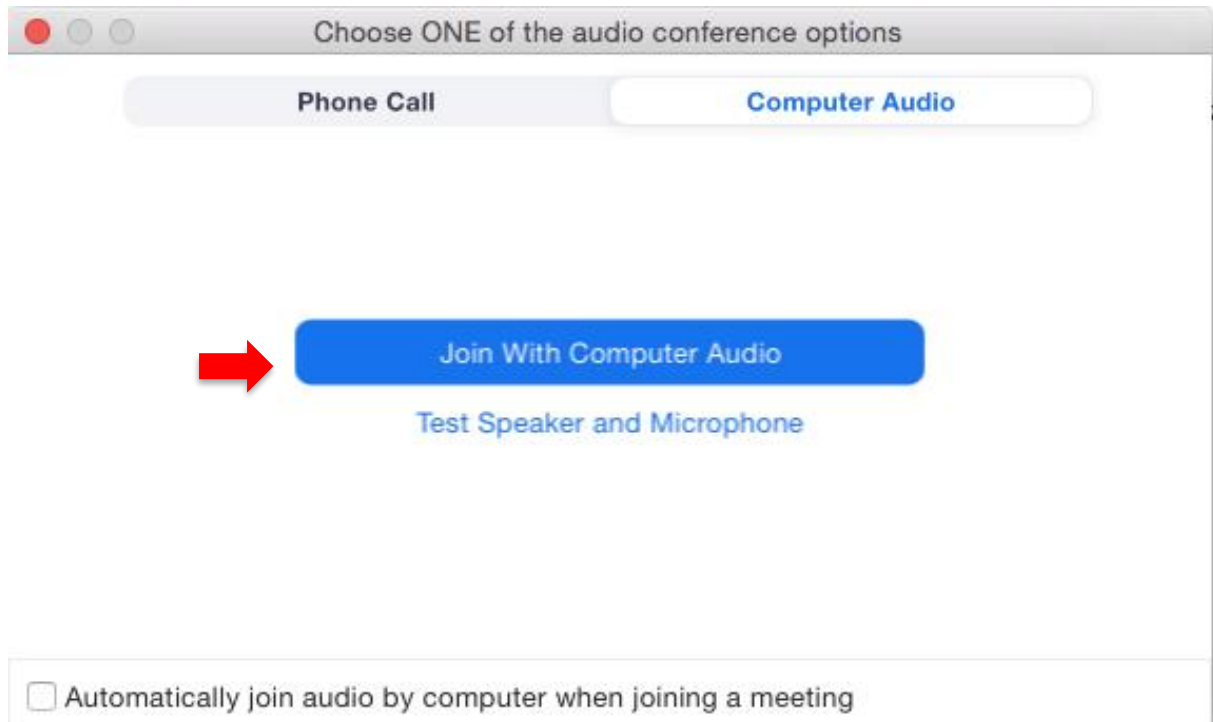 Choose ONE of the audio conference options
Phone Call
Computer Audio
Join With Computer Audio
Test Speaker and Microphone
Automatically join audio by computer when joining a meeting